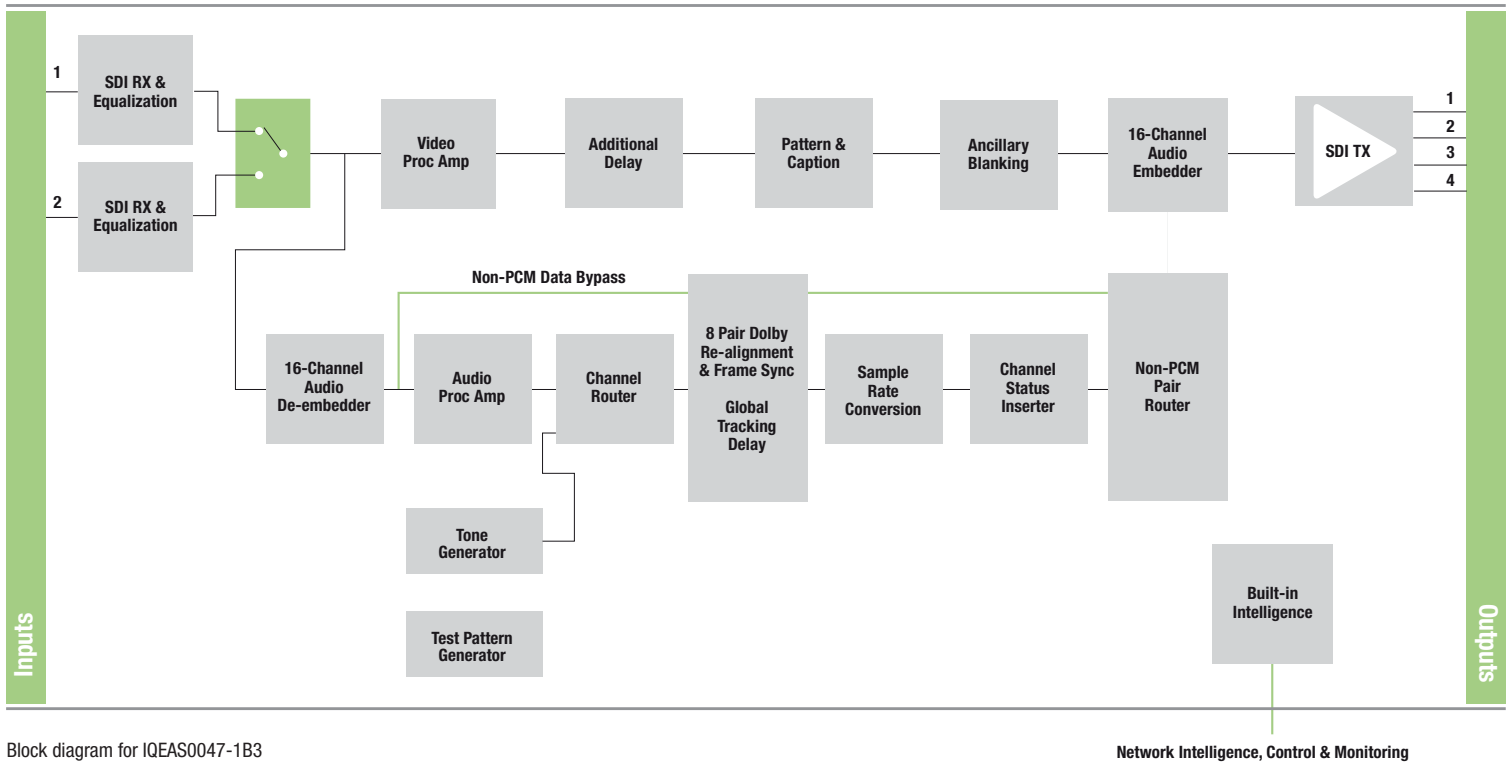 Inputs
1
SDI RX &
Equalization
2
SDI RX &
Equalization
Video
Proc Amp
Additional
Delay
Pattern &
Caption
Ancillary
Blanking
16-Channel
Audio
Embedder
SDI TX
1
2
3
4
Non-PCM Data Bypass
16-Channel
Audio
De-embedder
Audio
Proc Amp
Channel
Router
8 Pair Dolby
Re-alignment
& Frame Sync
Global
Tracking
Delay
Sample
Rate
Conversion
Channel
Status
Inserter
Non-PCM
Pair
Router
Tone
Generator
Test Pattern
Generator
Built-in
Intelligence
Outputs
Block diagram for IQEAS0047-1B3
Network Intelligence, Control & Monitoring